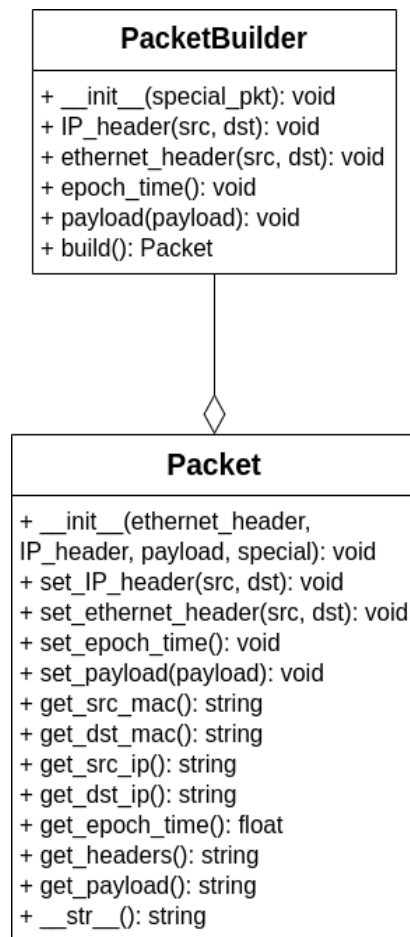 PacketBuilder
+ __init__(special_pkt): void
+ IP_header(src, dst): void
+ ethernet_header(src, dst): void
+ epoch_time(): void
+ payload(payload): void
+ build(): Packet
Packet
+ __init__(ethernet_header,
IP_header, payload, special): void
+ set_IP_header(src, dst): void
+ set_ethernet_header(src, dst): void
+ set_epoch_time(): void
+ set_payload(payload): void
+ get_src_mac(): string
+ get_dst_mac(): string
+ get_src_ip(): string
+ get_dst_ip(): string
+ get_epoch_time(): float
+ get_headers(): string
+ get_payload(): string
+ __str__(): string